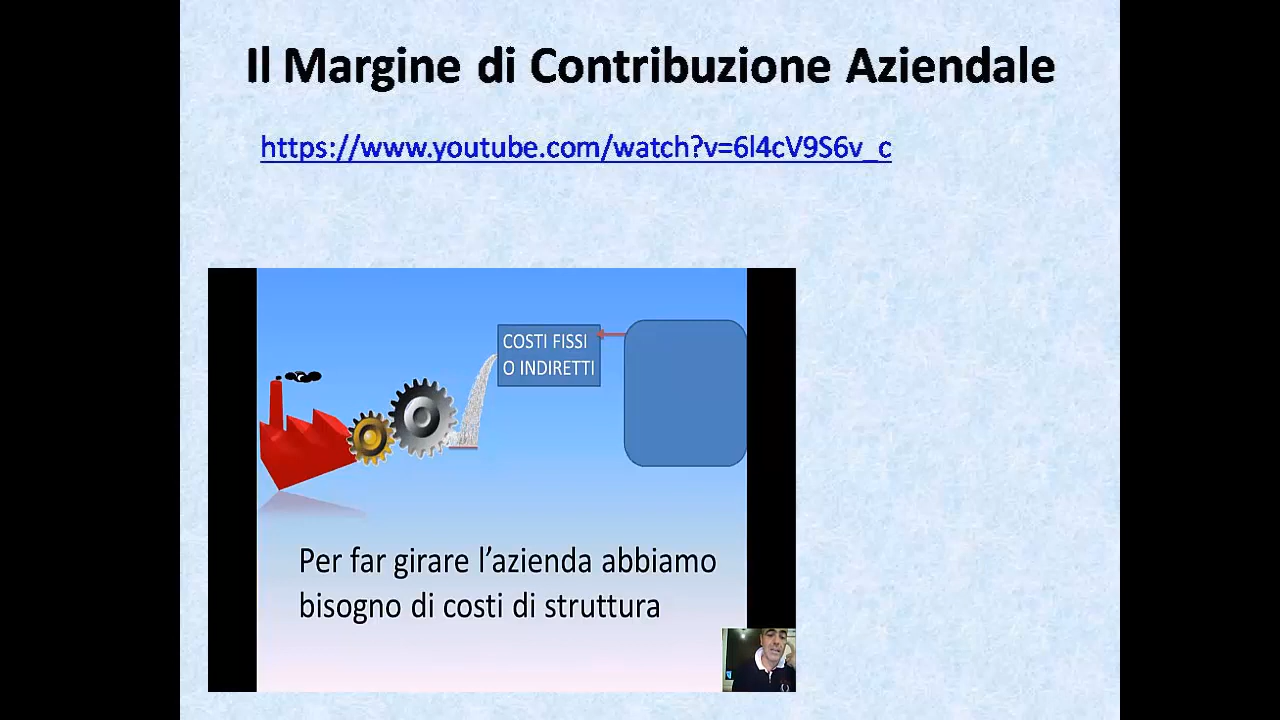 Il Margine di Contribuzione Aziendale
https://www.youtube.com/watch?v=6l4cV9S6v_c
COSTI FISSI
O INDIRETTI
Per far girare l’azienda abbiamo
bisogno di costi di struttura